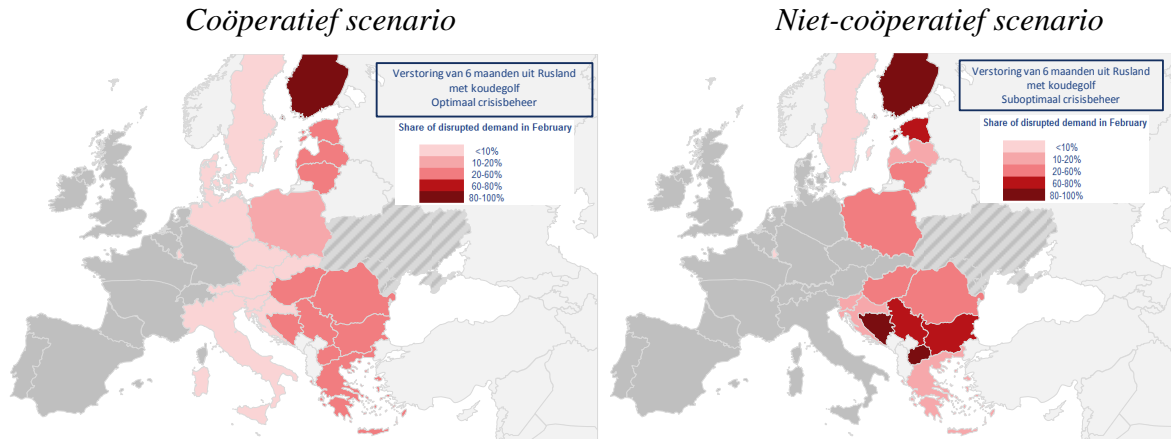 Coöperatief scenario
Verstoring van 6 maanden uit Rusland
met koudegolf
Optimaal crisisbeheer
Share of disrupted demand in February
<10%
10-20%
20-60%
60-80%
80-100%
Niet-coöperatief scenario
Verstoring van 6 maanden uit Rusland
met koudegolf
Suboptimaal crisisbeheer
Share of disrupted demand in February
<10%
10-20%
20-60%
60-80%
80-100%